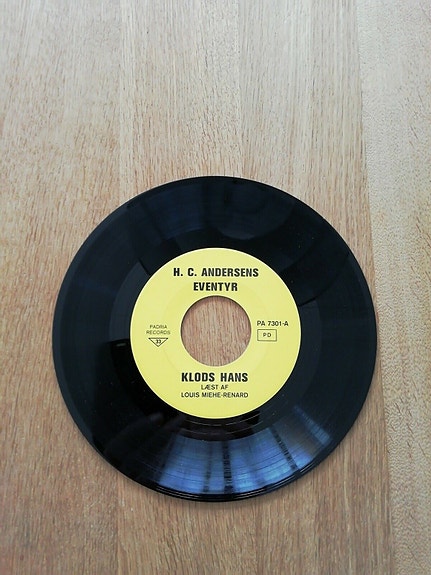 H. C. ANDERSENS
EVENTYR
PADRIA
RECORDS
33
PA 7301-A
PD
KLODS HANS
LÆST AF
LOUIS MIEHE-RENARD